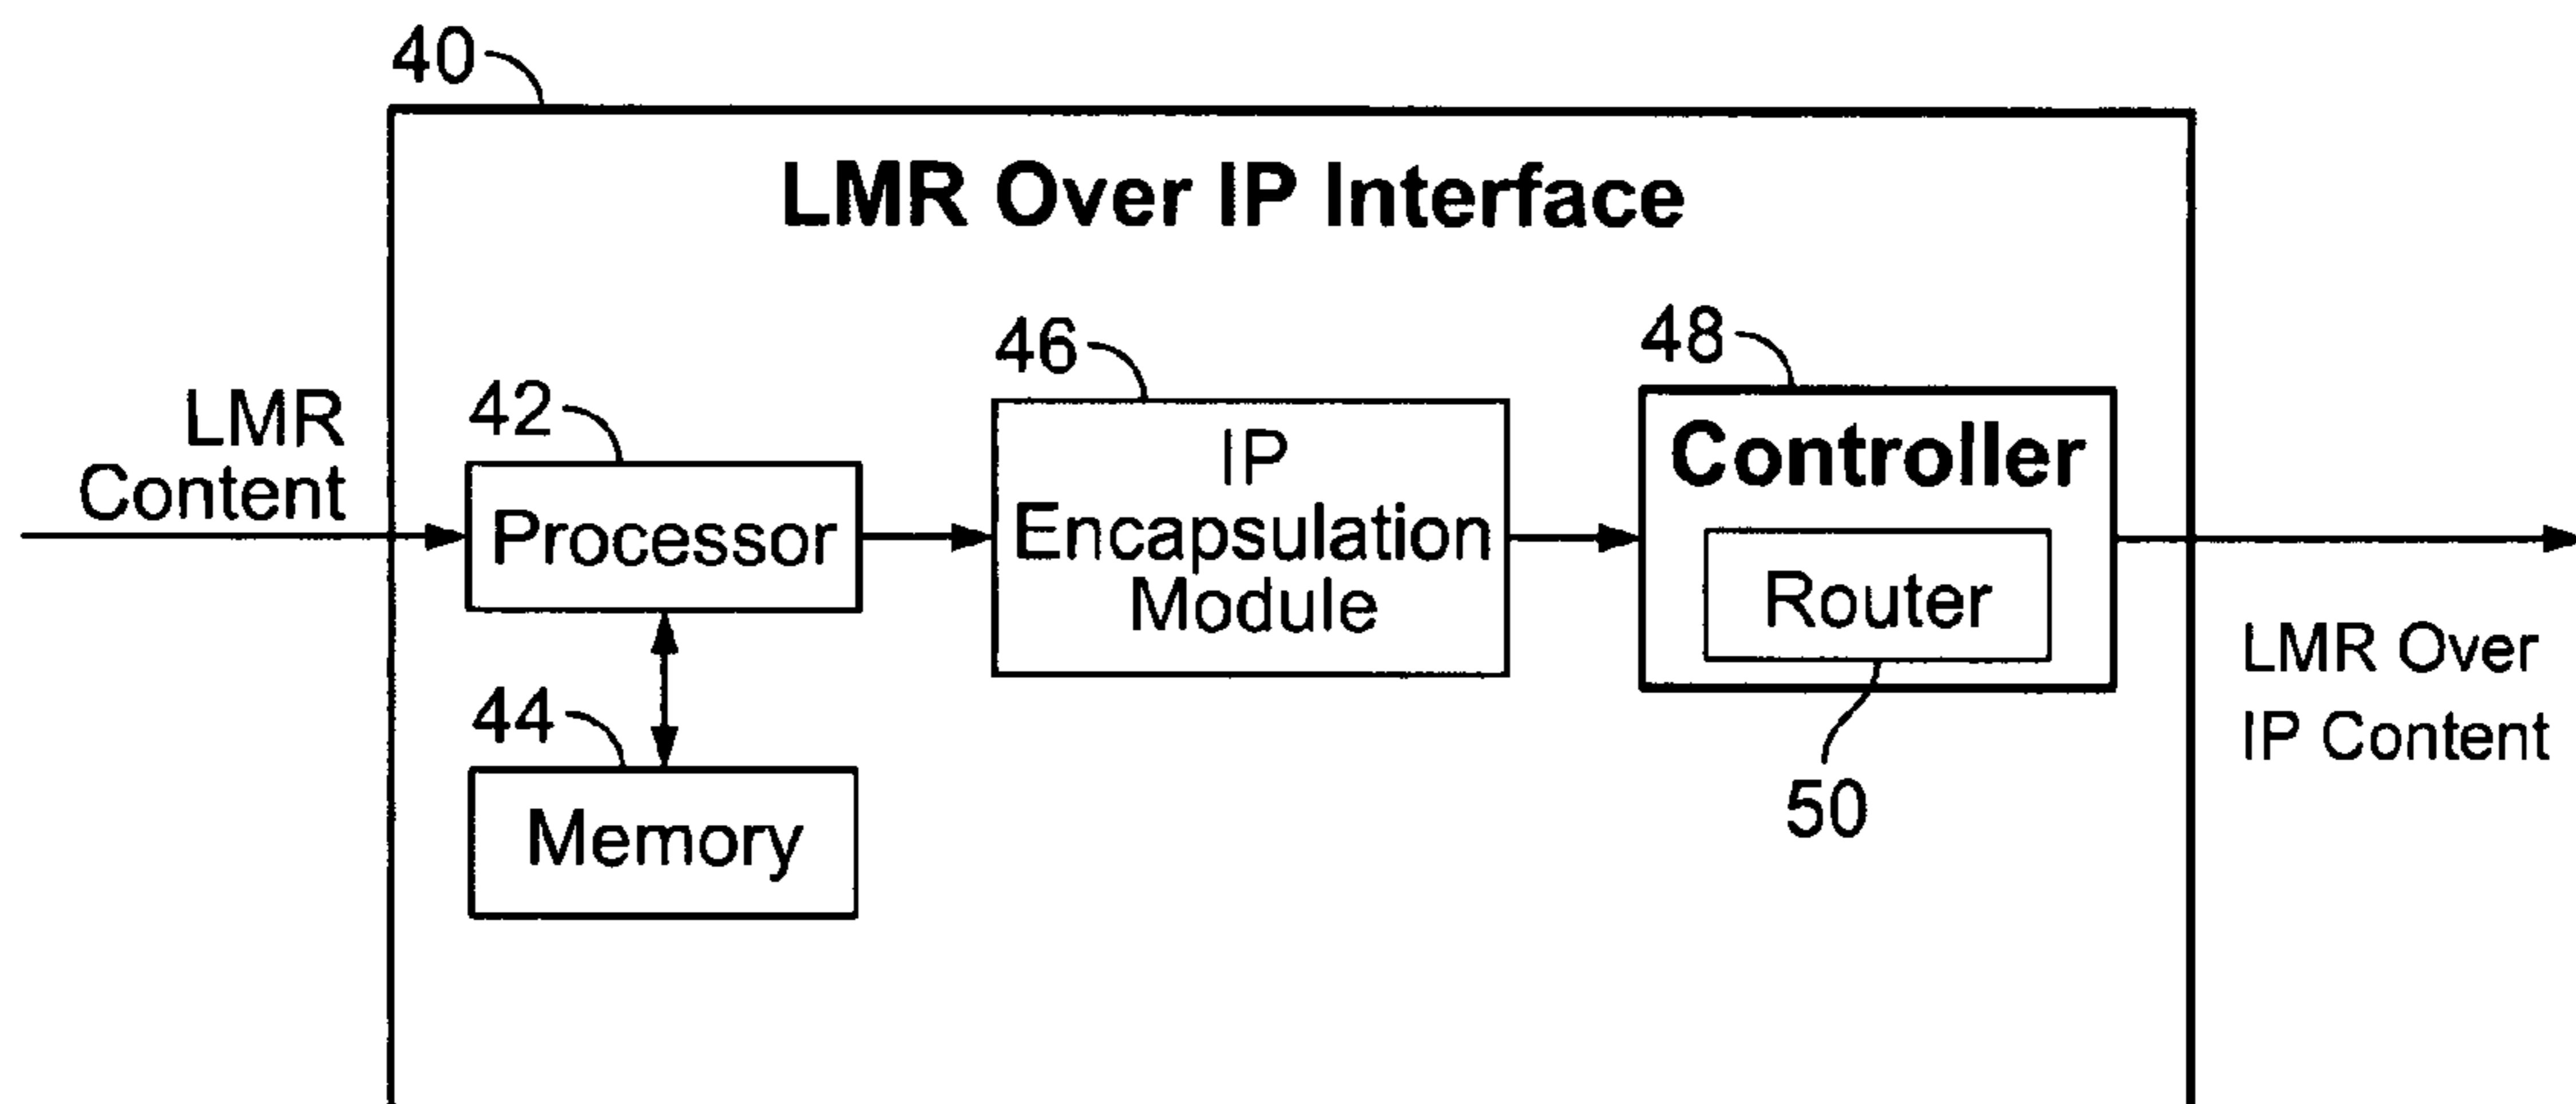 40
LMR Over IP Interface
LMR
Content
42
Processor
44
Memory
46
IP
Encapsulation
Module
48
Controller
Router
50
LMR Over
IP Content